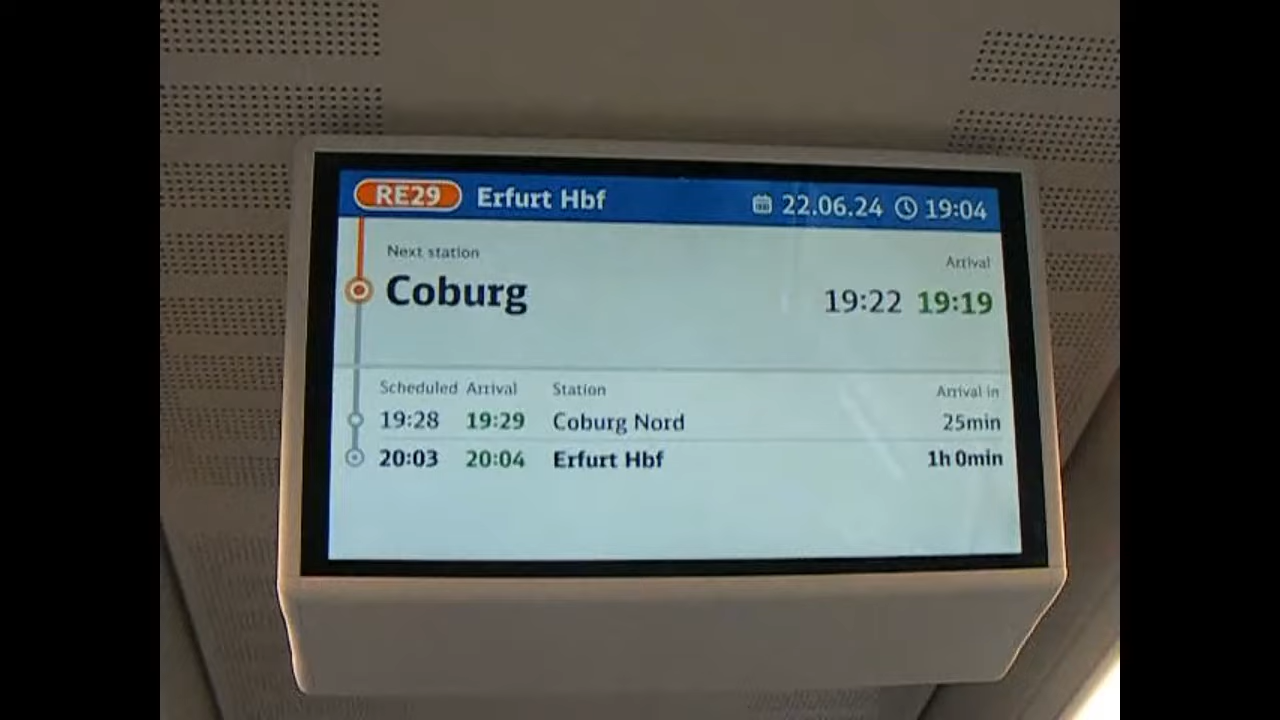 RE29 Erfurt Hbf 22.06.24 19:04
Next station Arrival
Coburg 19:22 19:19
Scheduled Arrival Station Arrival in
19:28 19:29 Coburg Nord 25min
20:03 20:04 Erfurt Hbf 1h 0min